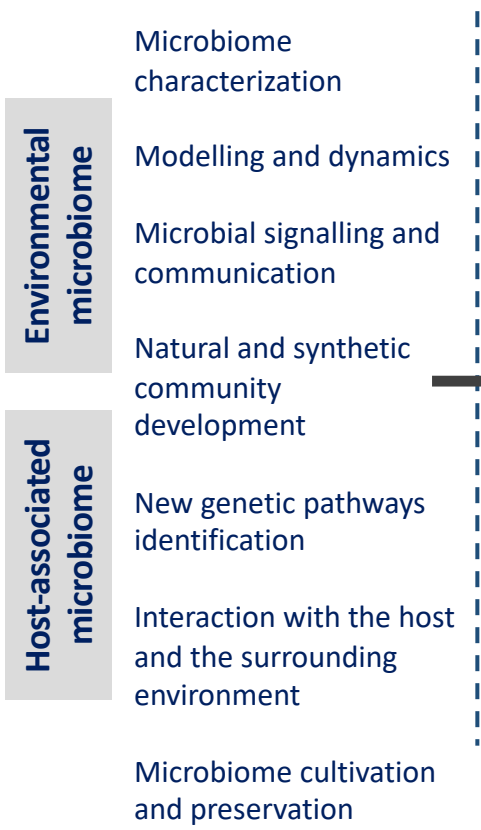 Environmental
microbiome
Host-associated
microbiome
Microbiome
characterization
Modelling and dynamics
Microbial signalling and
communication
Natural and synthetic
community
development
New genetic pathways
identification
Interaction with the host
and the surrounding
environment
Microbiome cultivation
and preservation